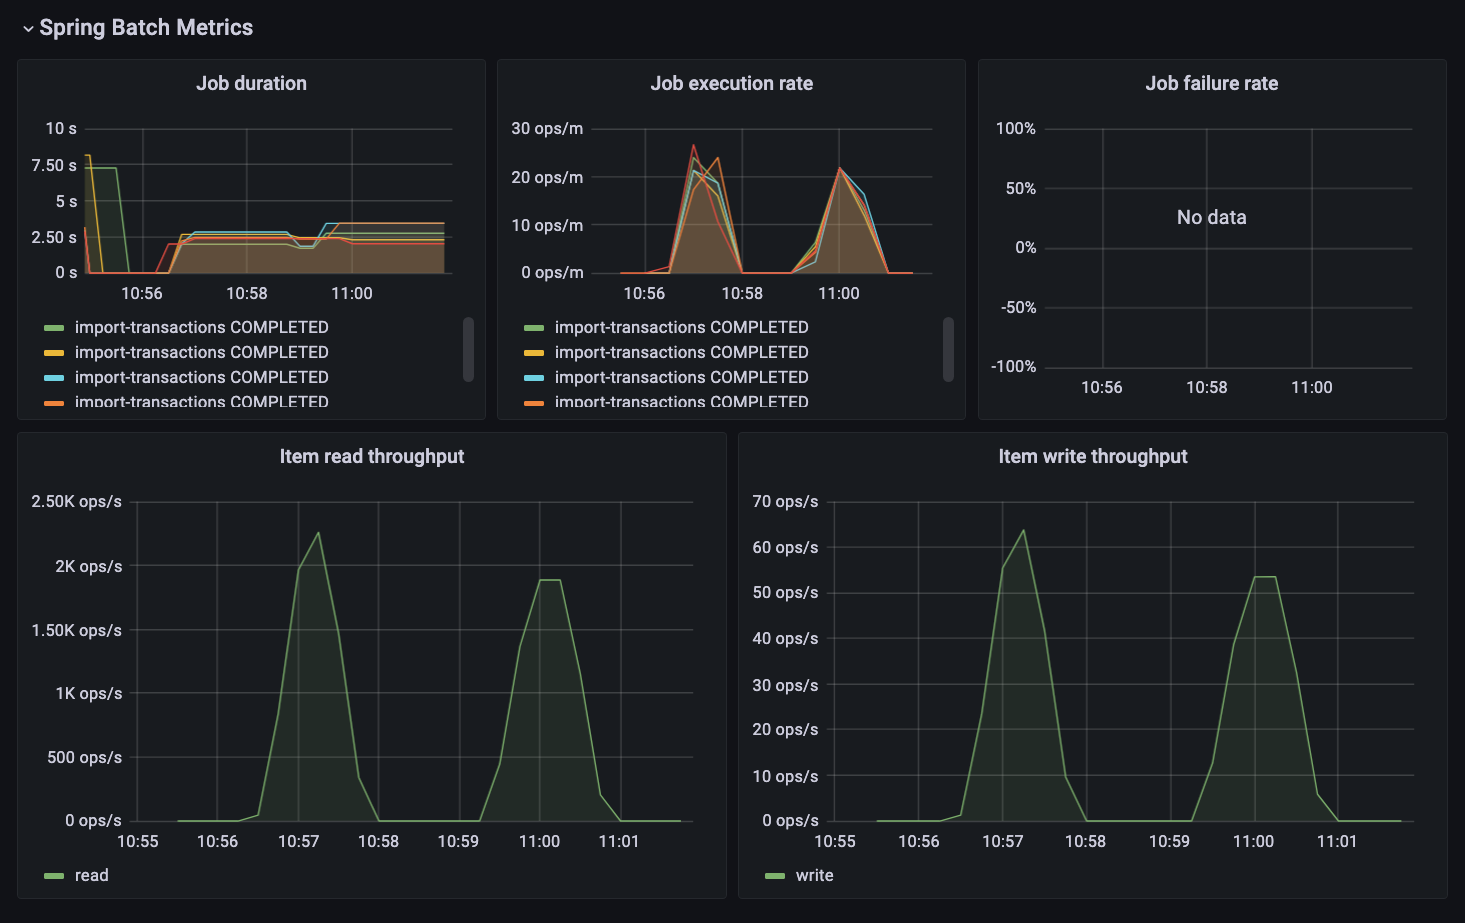 Spring Batch Metrics
Job duration
10 s
7.50 s
5 s
2.50 s
0 s
10:56 10:58 11:00
import-transactions COMPLETED
import-transactions COMPLETED
import-transactions COMPLETED
import-transactions COMPLETED
Job execution rate
30 ops/m
20 ops/m
10 ops/m
0 ops/m
10:56 10:58 11:00
import-transactions COMPLETED
import-transactions COMPLETED
import-transactions COMPLETED
import-transactions COMPLETED
Job failure rate
100%
50%
No data
0%
-50%
-100%
10:56 10:58 11:00
Item read throughput
2.50K ops/s
2K ops/s
1.50K ops/s
1K ops/s
500 ops/s
0 ops/s
10:55 10:56 10:57 10:58 10:59 11:00 11:01
read
Item write throughput
70 ops/s
60 ops/s
50 ops/s
40 ops/s
30 ops/s
20 ops/s
10 ops/s
0 ops/s
10:55 10:56 10:57 10:58 10:59 11:00 11:01
write